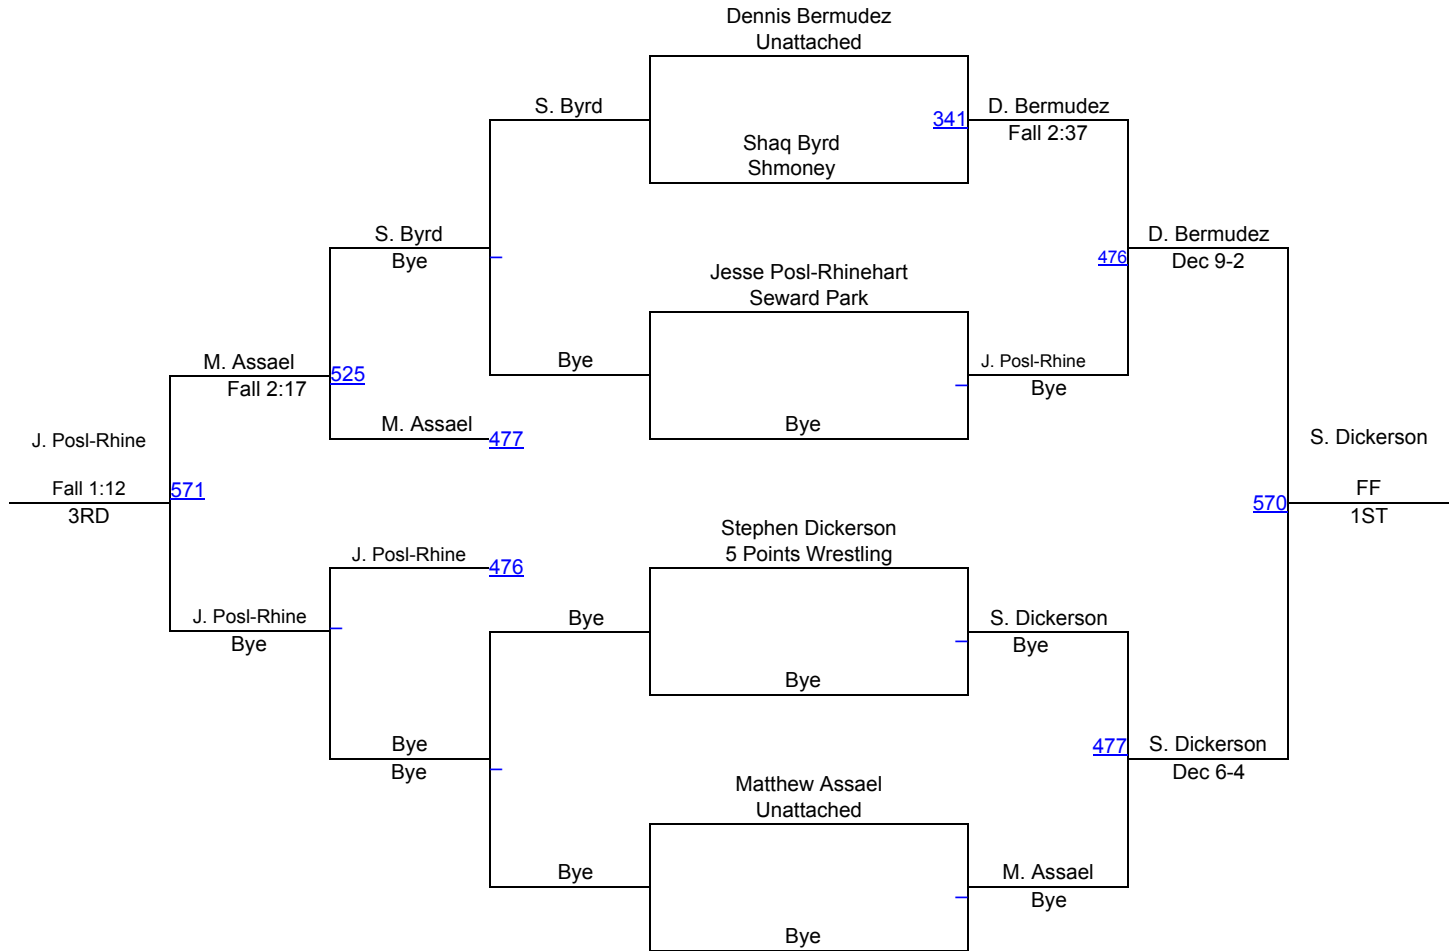 Dennis Bermudez
Unattached
S. Byrd
341
D. Bermudez
Fall 2:37
Shaq Byrd
Shmoney
S. Byrd
Bye
D. Bermudez
476
Dec 9-2
Jesse Posl-Rhinehart
Seward Park
M. Assael
525
Fall 2:17
Bye
J. Posl-Rhine
Bye
M. Assael
477
Bye
J. Posl-Rhine
Fall 1:12
571
3RD
S. Dickerson
570
FF
1ST
Stephen Dickerson
5 Points Wrestling
J. Posl-Rhine
476
J. Posl-Rhine
Bye
Bye
S. Dickerson
Bye
Bye
Bye
Bye
477
S. Dickerson
Dec 6-4
Matthew Assael
Unattached
Bye
M. Assael
Bye
Bye